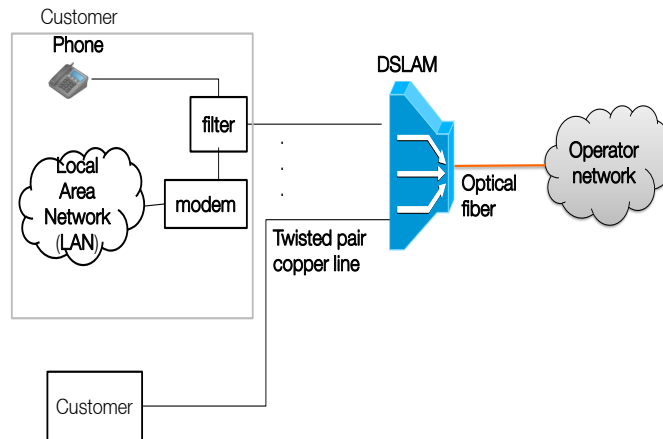 Customer
Phone
DSLAM
filter
Local
Area
Network
(LAN)
modem
Operator
network
Optical
fiber
Twisted pair
copper line
Customer